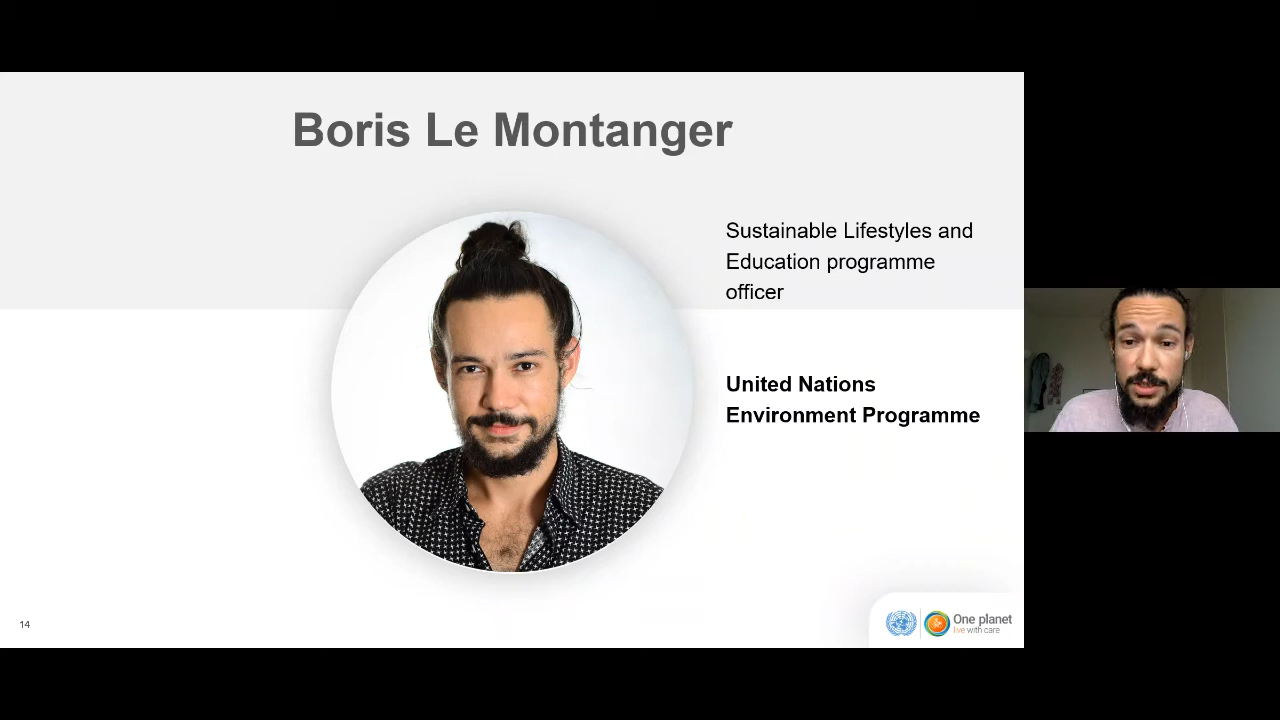 Boris Le Montanger
Sustainable Lifestyles and
Education programme
officer
United Nations
Environment Programme
14
One planet
live with care